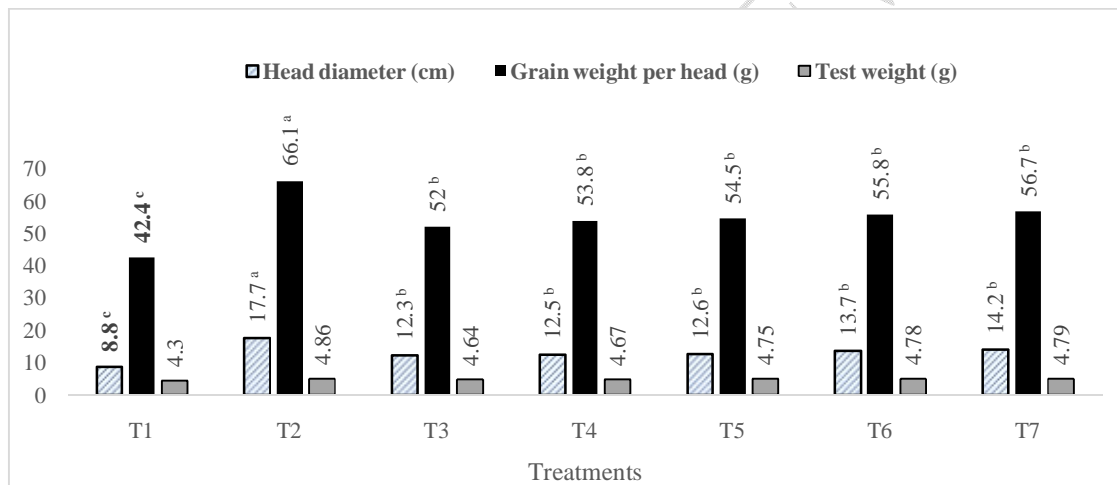 Head diameter (cm) Grain weight per head (g) Test weight (g)
70
60
50
40
30
20
10
0
8.8 c
42.4 c
4.3
17.7 a
66.1 a
4.86
12.3 b
52 b
4.64
12.5 b
53.8 b
4.67
12.6 b
54.5 b
4.75
13.7 b
55.8 b
4.78
14.2 b
56.7 b
4.79
T1 T2 T3 T4 T5 T6 T7
Treatments